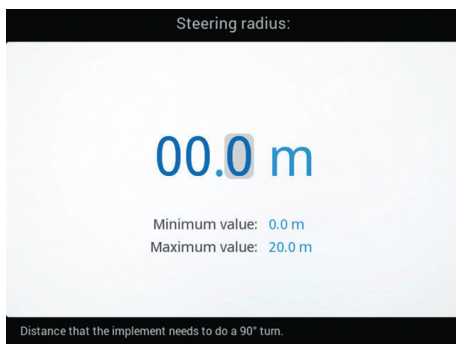 Steering radius:
00.0 m
Minimum value: 0.0 m
Maximum value: 20.0 m
Distance that the implement needs to do a 90° turn.